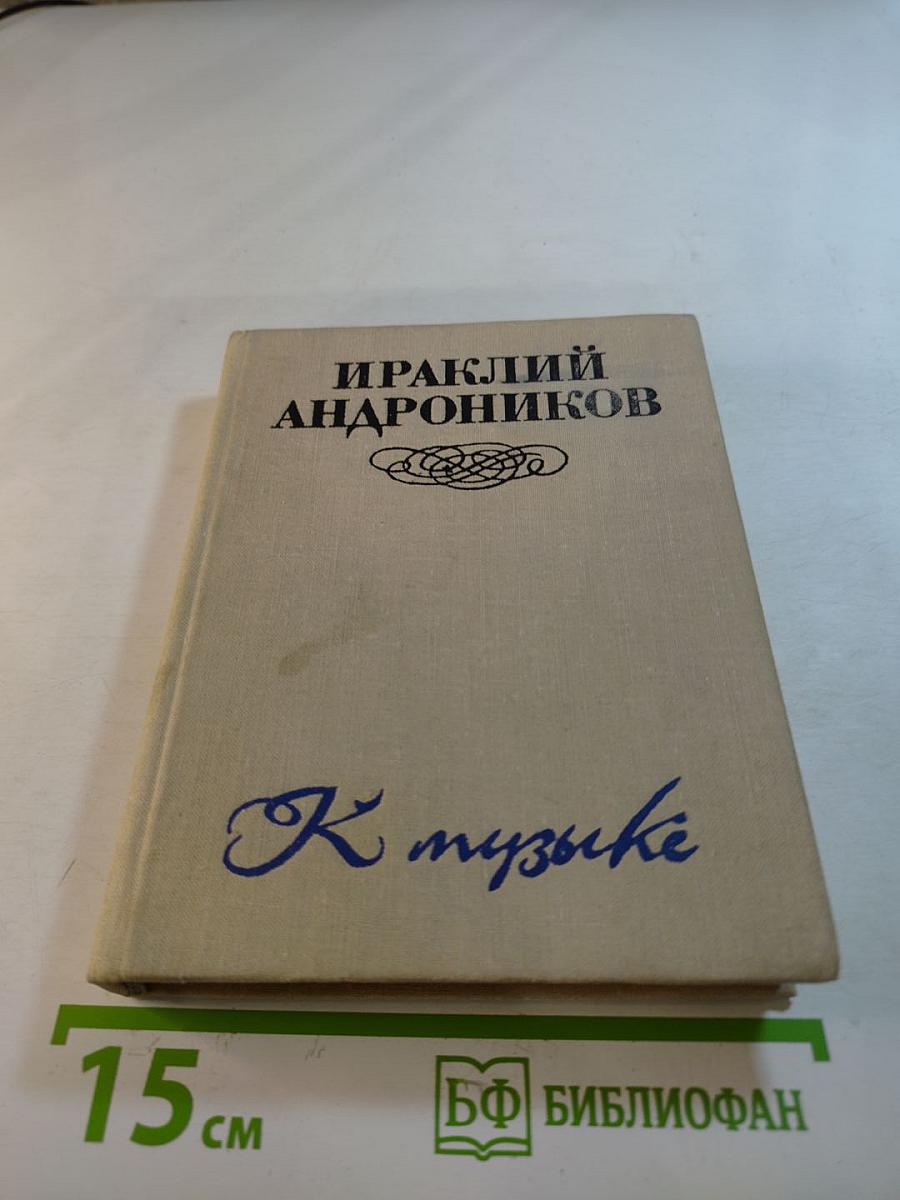 ИРАКЛИЙ
АНДРОНИКОВ
К музыке
15 см
БФ БИБЛИОФАН